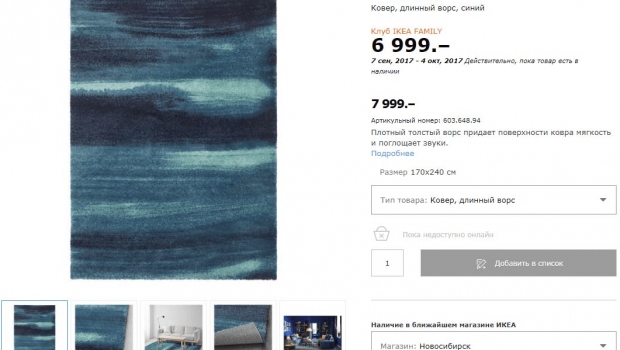 Ковер, длинный ворс, синий
Клуб IKEA FAMILY
6 999.–
7 сен, 2017 - 4 окт, 2017 Действительно, пока товар есть в
наличии
7 999.–
Артикульный номер: 603.648.94
Плотный толстый ворс придает поверхности ковра мягкость
и поглощает звуки.
Подробнее
Размер 170x240 см
Тип товара: Ковер, длинный ворс
Пока недоступно онлайн
1
Добавить в список
Наличие в ближайшем магазине ИКЕА
Магазин: Новосибирск